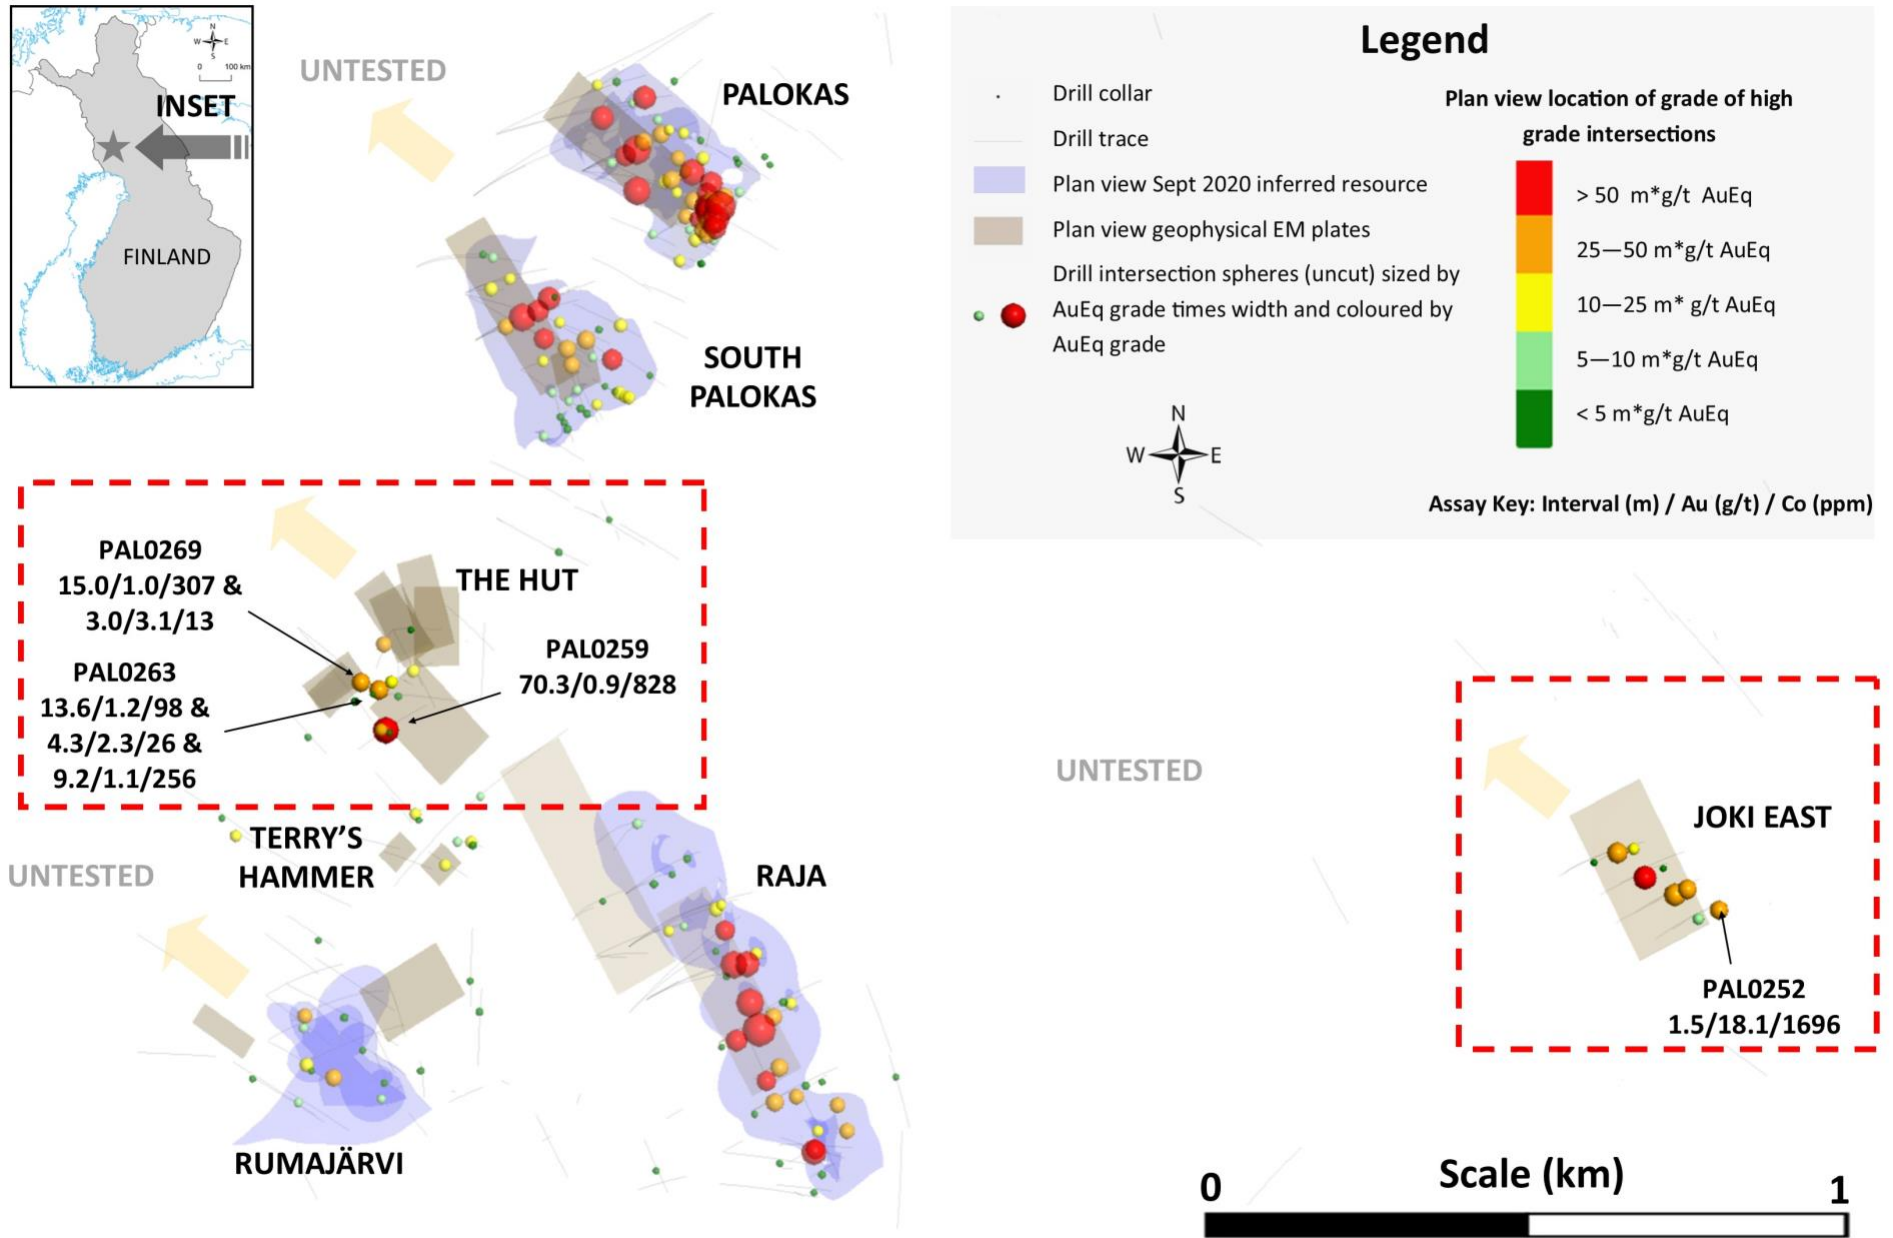 N
W E
S
0 100 km
INSET
FINLAND
UNTESTED
PALOKAS
SOUTH
PALOKAS
Legend
Drill collar
Drill trace
Plan view Sept 2020 inferred resource
Plan view geophysical EM plates
Drill intersection spheres (uncut) sized by
AuEq grade times width and coloured by
AuEq grade
Plan view location of grade of high
grade intersections
> 50 m*g/t AuEq
25—50 m*g/t AuEq
10—25 m* g/t AuEq
5—10 m*g/t AuEq
< 5 m*g/t AuEq
N
W E
S
Assay Key: Interval (m) / Au (g/t) / Co (ppm)
PAL0269
15.0/1.0/307 &
3.0/3.1/13
THE HUT
PAL0263
13.6/1.2/98 &
4.3/2.3/26 &
9.2/1.1/256
PAL0259
70.3/0.9/828
UNTESTED
JOKI EAST
PAL0252
1.5/18.1/1696
TERRY'S
HAMMER
UNTESTED
RAJA
RUMAJÄRVI
Scale (km)
0 1